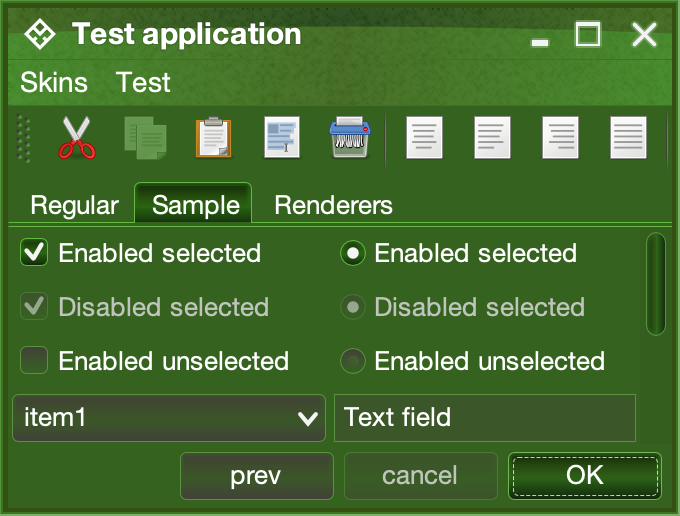 Test application
Skins Test
Regular Sample Renderers
Enabled selected Enabled selected
Disabled selected Disabled selected
Enabled unselected Enabled unselected
item1 Text field
prev cancel OK